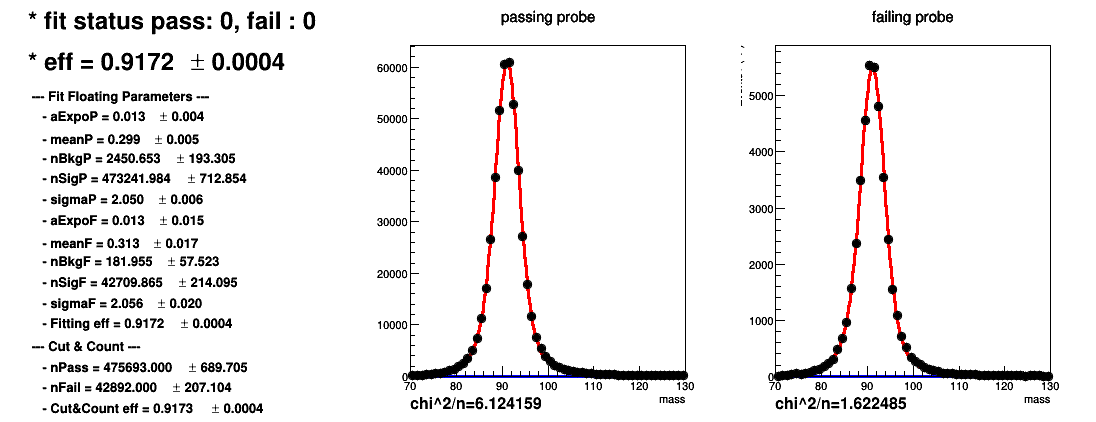 * fit status pass: 0, fail : 0
* eff = 0.9172 ± 0.0004
--- Fit Floating Parameters ---
- aExpoP = 0.013 ± 0.004
- meanP = 0.299 ± 0.005
- nBkgP = 2450.653 ± 193.305
- nSigP = 473241.984 ± 712.854
- sigmaP = 2.050 ± 0.006
- aExpoF = 0.013 ± 0.015
- meanF = 0.313 ± 0.017
- nBkgF = 181.955 ± 57.523
- nSigF = 42709.865 ± 214.095
- sigmaF = 2.056 ± 0.020
- Fitting eff = 0.9172 ± 0.0004
--- Cut & Count ---
- nPass = 475693.000 ± 689.705
- nFail = 42892.000 ± 207.104
- Cut&Count eff = 0.9173 ± 0.0004
passing probe
60000
50000
40000
30000
20000
10000
0
70 80 90 100 110 120 130
mass
chi^2/n=6.124159
failing probe
5000
4000
3000
2000
1000
0
70 80 90 100 110 120 130
mass
chi^2/n=1.622485